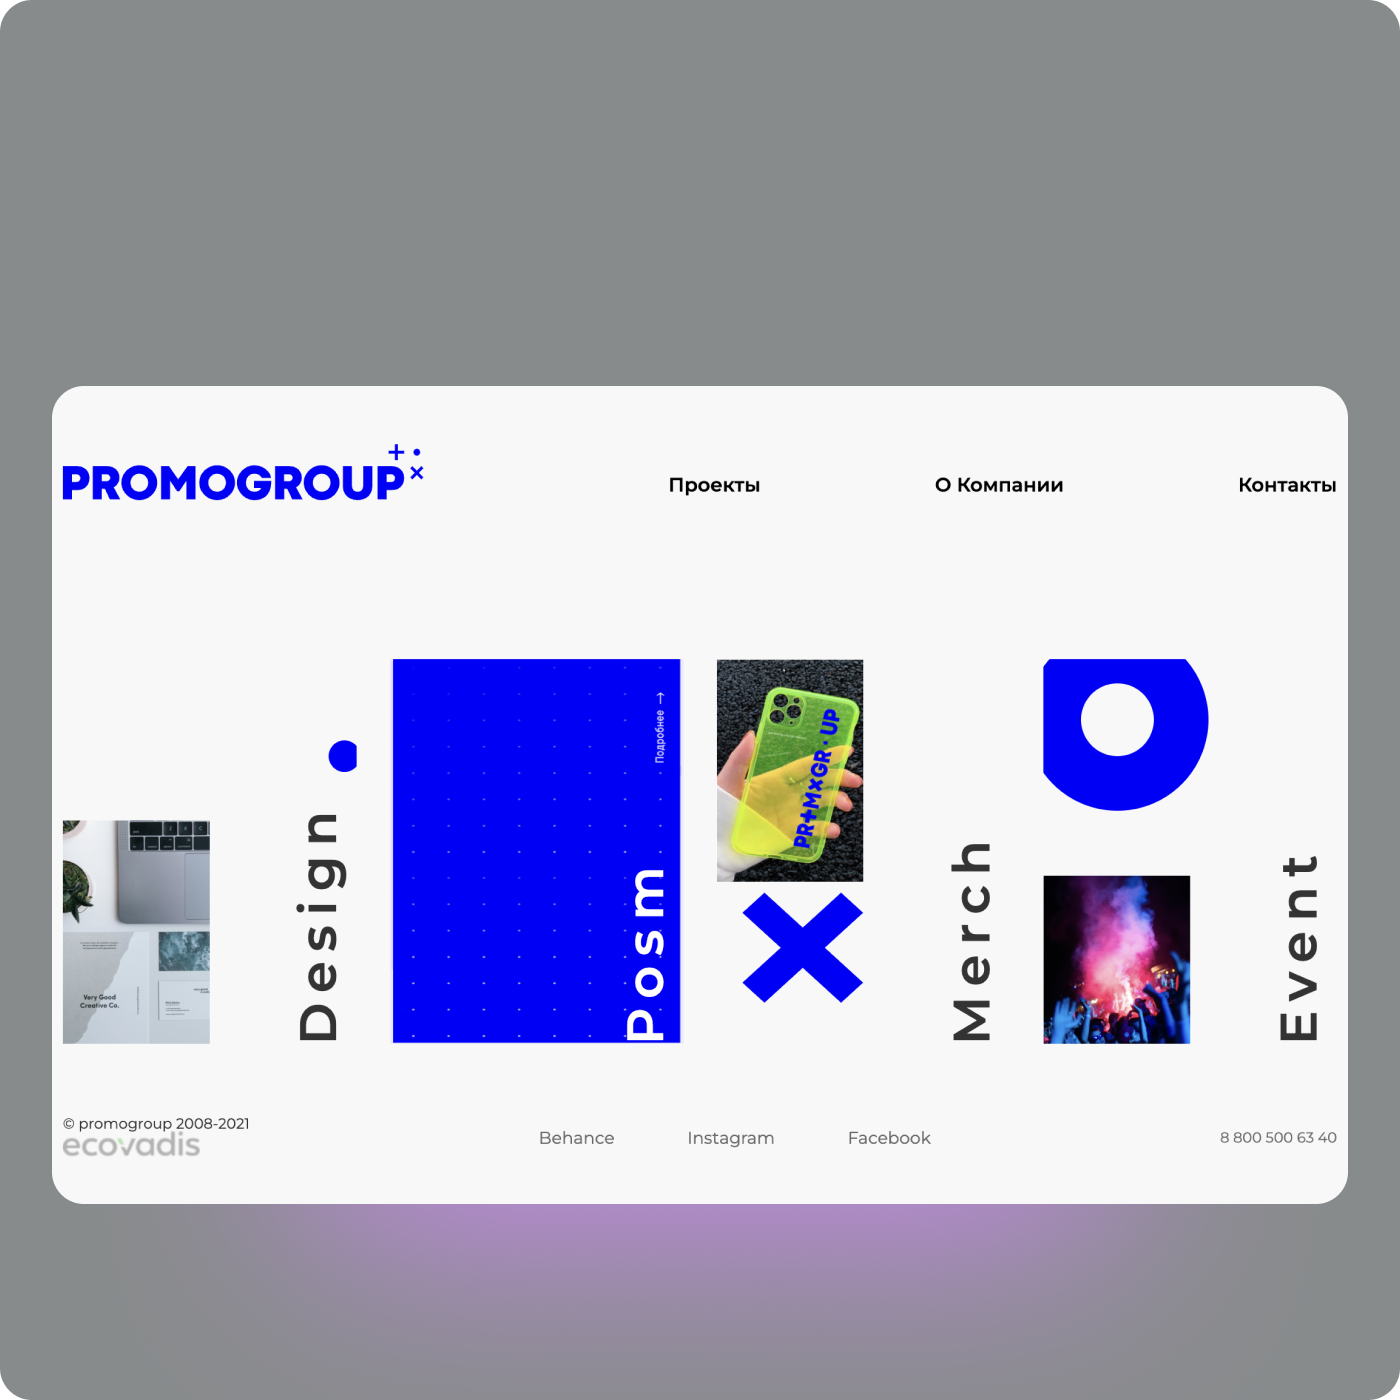 PROMOGROUP
Проекты
О Компании
Контакты
Design
Posm
Подробнее →
PR+M×GR·UP
Merch
Event
Very Good
Creative Co.
© promogroup 2008-2021
ecovadis
Behance
Instagram
Facebook
8 800 500 63 40